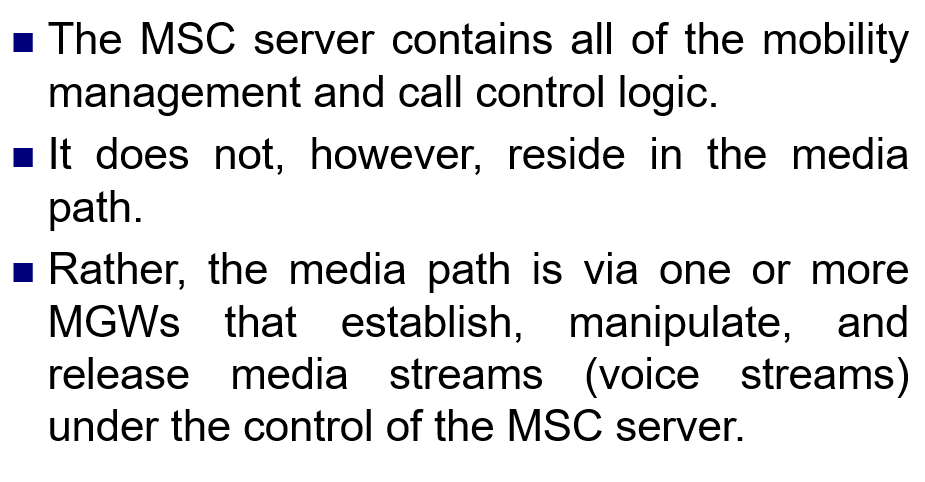 ■ The MSC server contains all of the mobility
management and call control logic.
■ It does not, however, reside in the media
path.
■ Rather, the media path is via one or more
MGWs that establish, manipulate, and
release media streams (voice streams)
under the control of the MSC server.